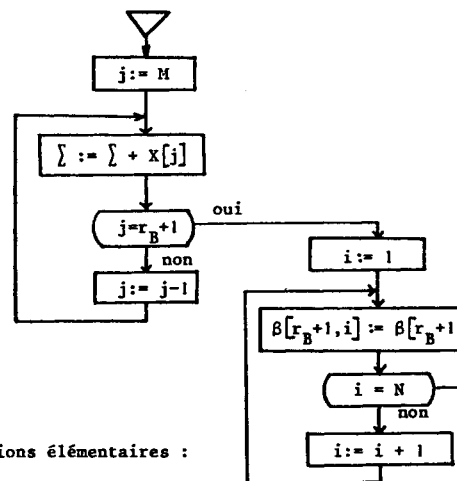 j:= M
∑ := ∑ + X[j]
oui
j=r_B+1
non
i:= 1
j:= j-1
β[r_B+1,i] := β[r_B+1
i = N
non
ions élémentaires :
i:= i + 1